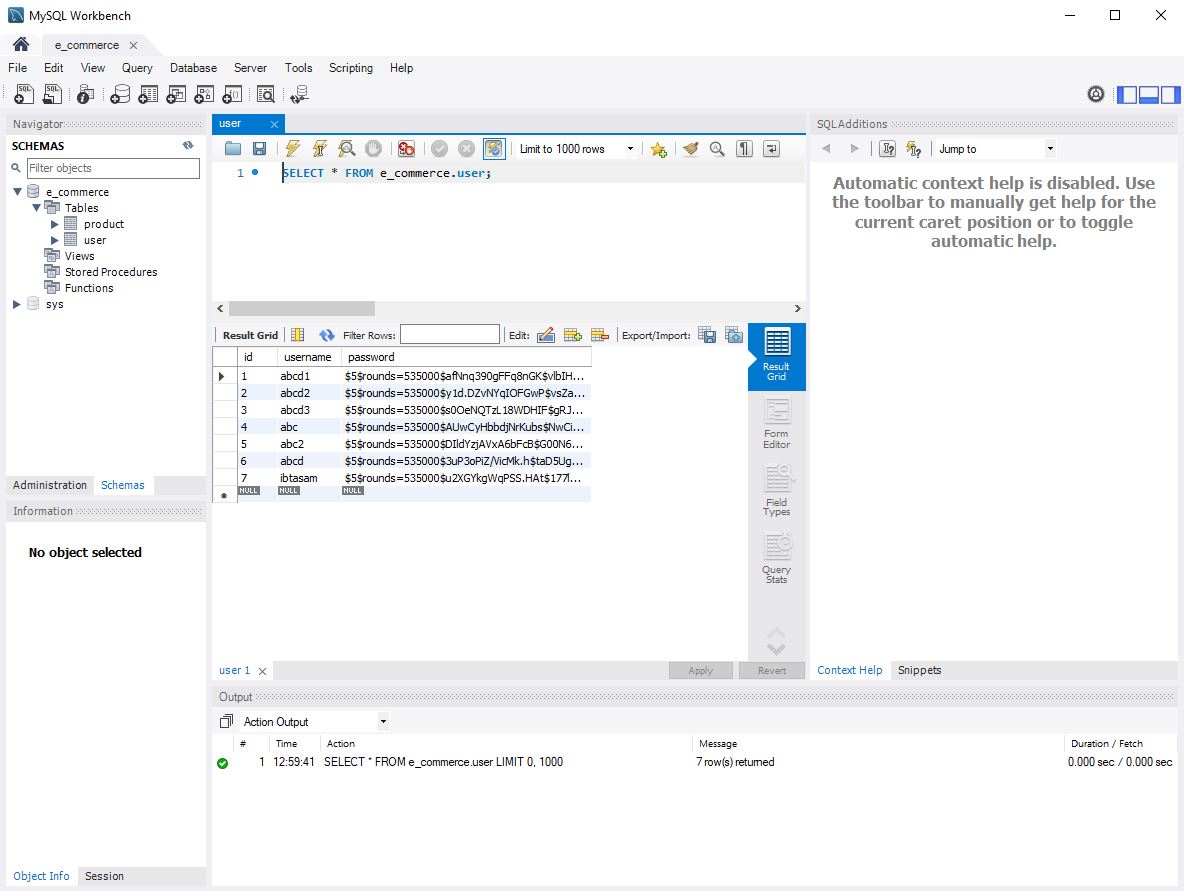 MySQL Workbench
e_commerce
File Edit View Query Database Server Tools Scripting Help
Navigator
SCHEMAS
Filter objects
e_commerce
Tables
product
user
Views
Stored Procedures
Functions
sys
Administration Schemas
Information
No object selected
Object Info Session
user
Limit to 1000 rows
1 SELECT * FROM e_commerce.user;
Result Grid Filter Rows: Edit: Export/Import:
id username password
1 abcd1 $5$rounds=535000$afNnq390gFFq8nGK$vlbIH...
2 abcd2 $5$rounds=535000$y1d.DZvNYqIOFGwP$vsZa...
3 abcd3 $5$rounds=535000$s0OeNQTzL18WDHIF$gRJ...
4 abc $5$rounds=535000$AUwCyHbbdjNrKubs$NwCi...
5 abc2 $5$rounds=535000$DIldYzjAVxA6bFcB$G00N6...
6 abcd $5$rounds=535000$3uP3oPiZ/VicMk.h$taD5Ug...
7 ibtasam $5$rounds=535000$u2XGYkgWqPSS.HAt$177l...
NULL NULL NULL
Result
Grid
Form
Editor
Field
Types
Query
Stats
user 1
Apply Revert
SQLAdditions
Jump to
Automatic context help is disabled. Use
the toolbar to manually get help for the
current caret position or to toggle
automatic help.
Context Help Snippets
Output
Action Output
# Time Action Message Duration / Fetch
1 12:59:41 SELECT * FROM e_commerce.user LIMIT 0, 1000 7 row(s) returned 0.000 sec / 0.000 sec